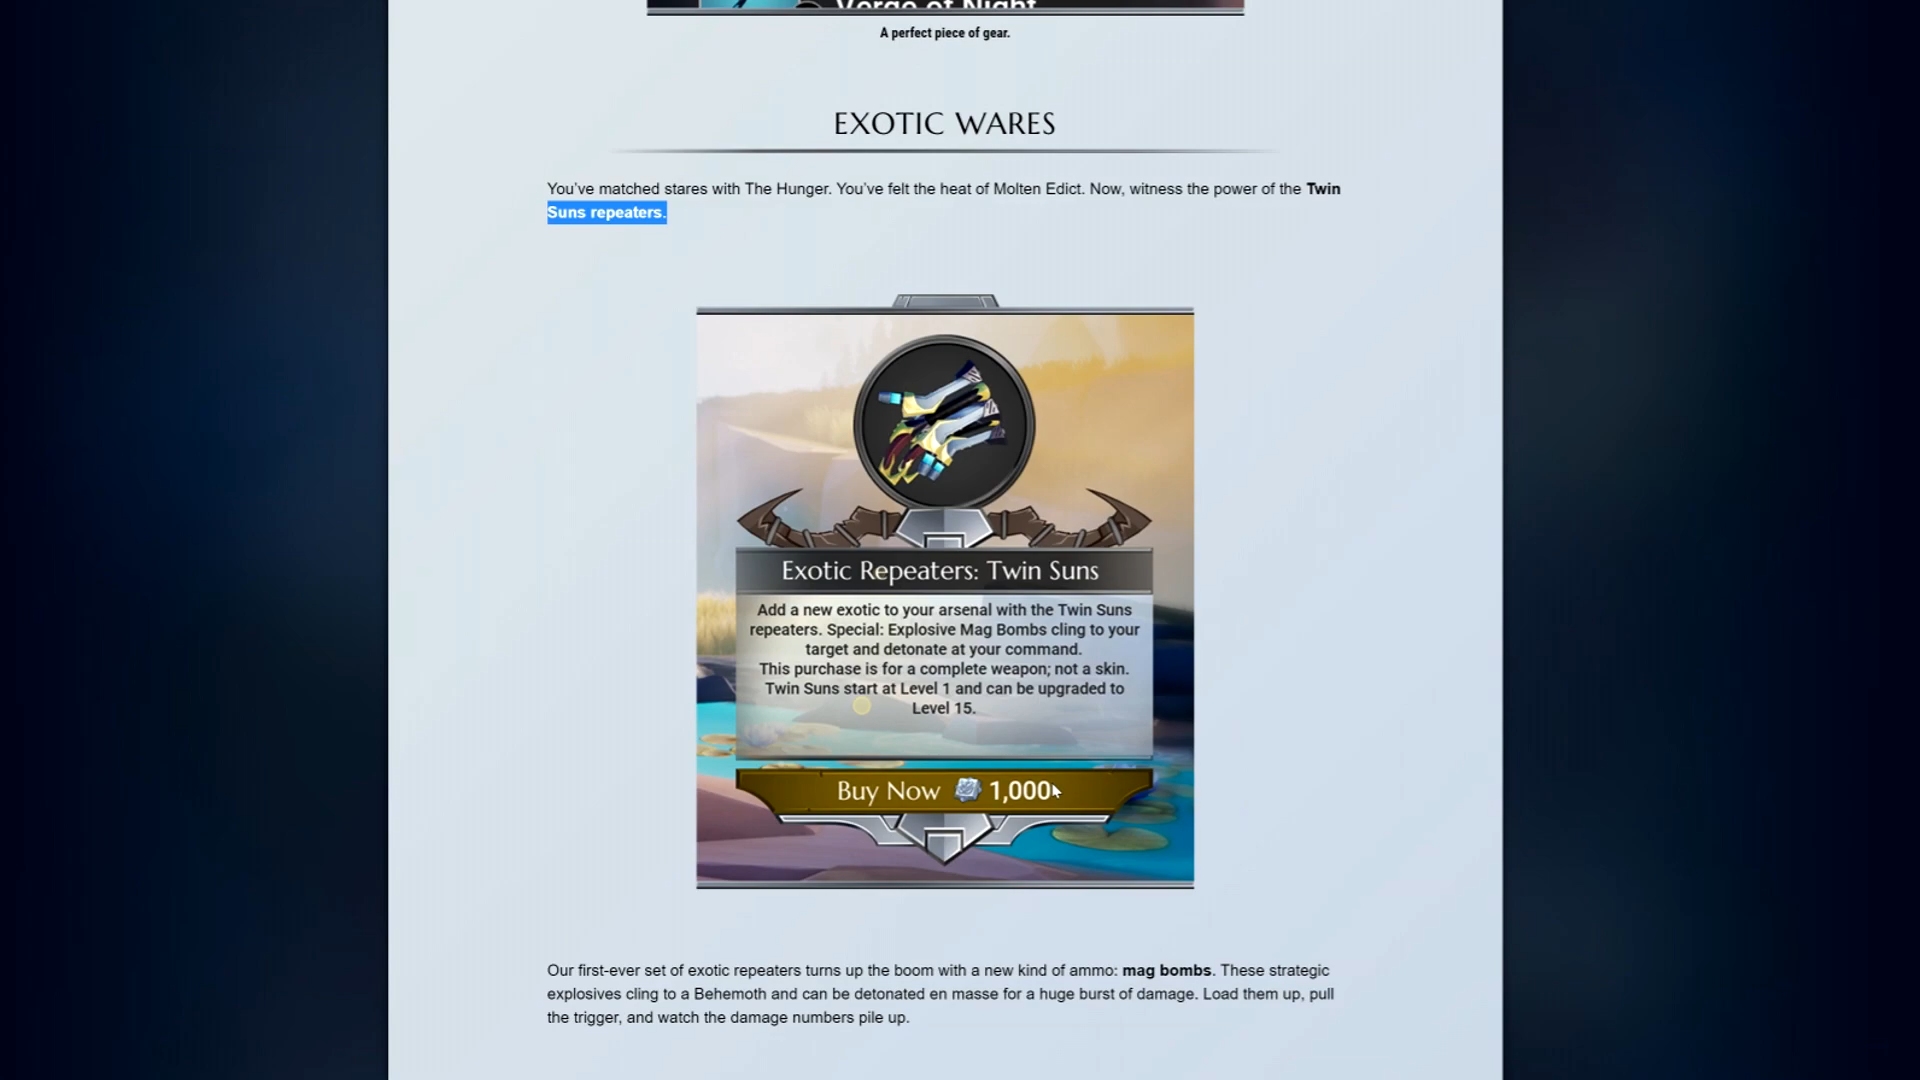 Verge of Night
A perfect piece of gear.
EXOTIC WARES
You’ve matched stares with The Hunger. You’ve felt the heat of Molten Edict. Now, witness the power of the Twin
Suns repeaters.
Exotic Repeaters: Twin Suns
Add a new exotic to your arsenal with the Twin Suns
repeaters. Special: Explosive Mag Bombs cling to your
target and detonate at your command.
This purchase is for a complete weapon; not a skin.
Twin Suns start at Level 1 and can be upgraded to
Level 15.
Buy Now 1,000
Our first-ever set of exotic repeaters turns up the boom with a new kind of ammo: mag bombs. These strategic
explosives cling to a Behemoth and can be detonated en masse for a huge burst of damage. Load them up, pull
the trigger, and watch the damage numbers pile up.